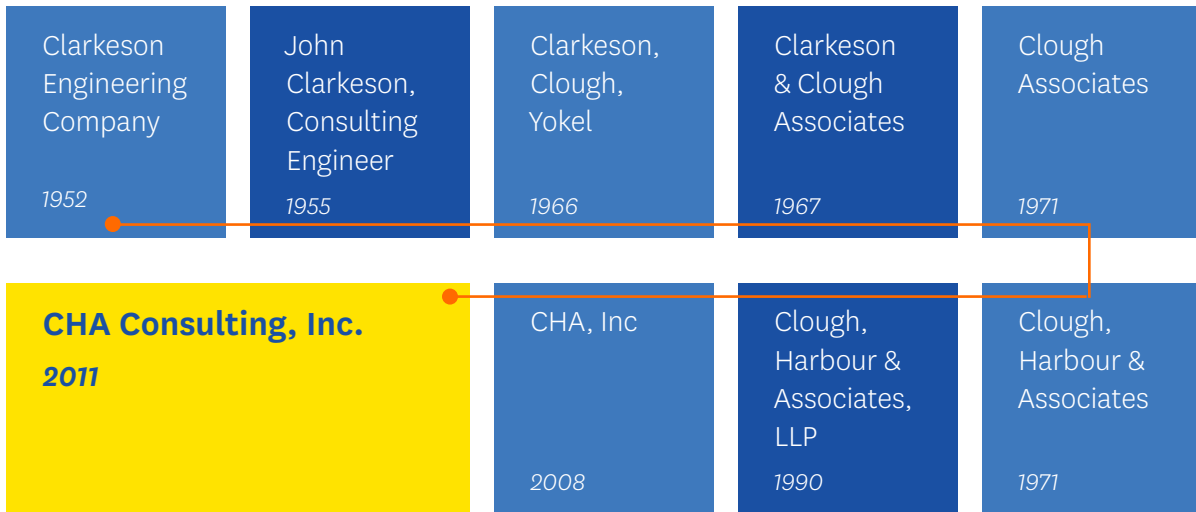 Clarkeson
Engineering
Company
1952
John
Clarkeson,
Consulting
Engineer
1955
Clarkeson,
Clough,
Yokel
1966
Clarkeson
& Clough
Associates
1967
Clough
Associates
1971
CHA Consulting, Inc.
2011
CHA, Inc
2008
Clough,
Harbour &
Associates,
LLP
1990
Clough,
Harbour &
Associates
1971